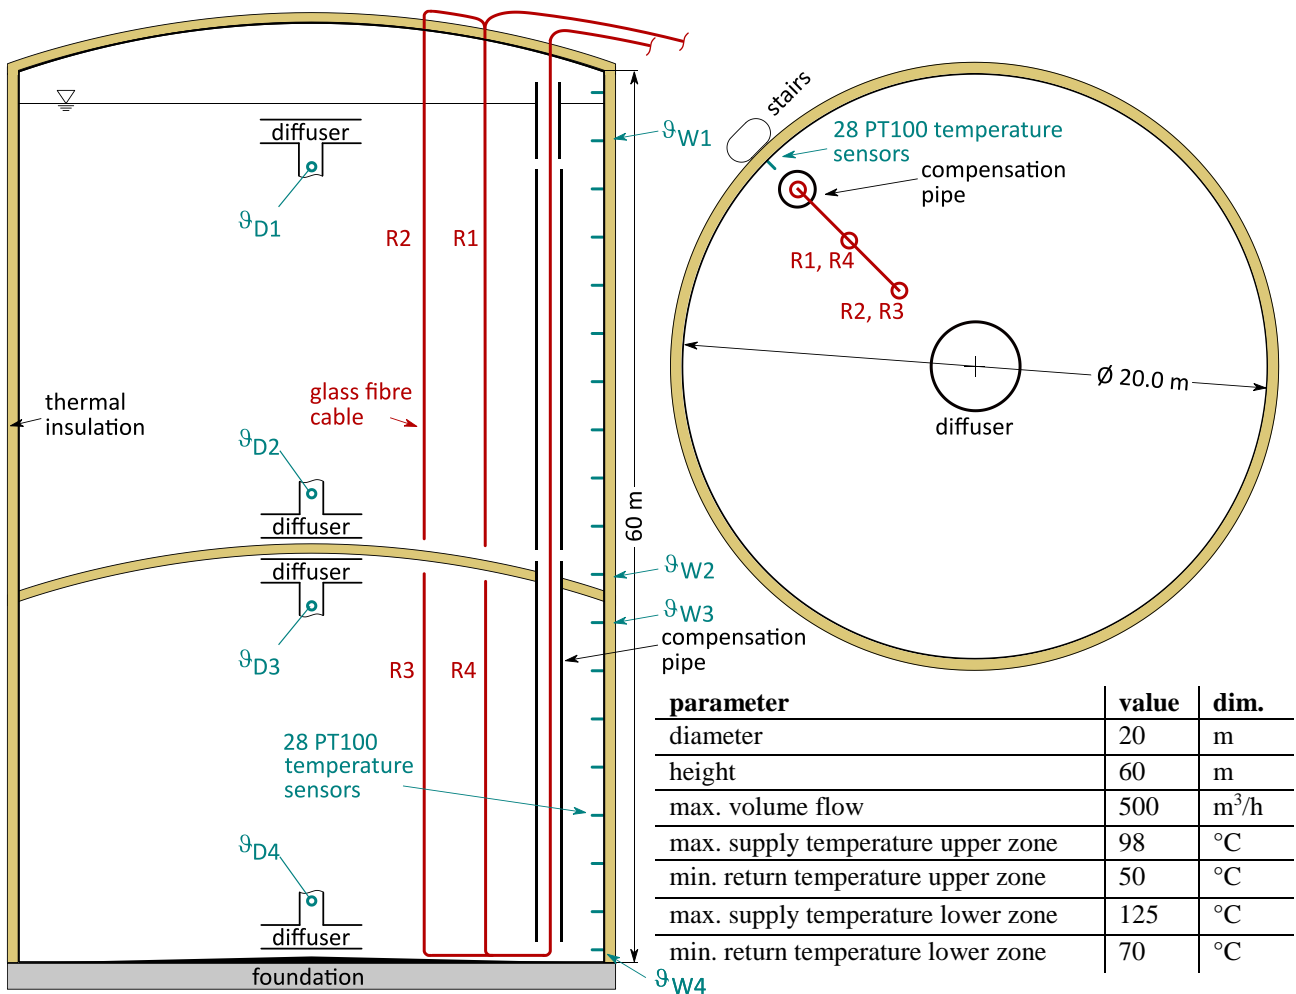 diffuser
ϑW1
ϑD1
R2
R1
glass fibre
cable
thermal
insulation
ϑD2
diffuser
60 m
diffuser
ϑW2
ϑW3
compensation
pipe
ϑD3
R3
R4
28 PT100
temperature
sensors
ϑD4
diffuser
foundation
ϑW4
stairs
28 PT100 temperature
sensors
compensation
pipe
R1, R4
R2, R3
Ø 20.0 m
diffuser
parameter value dim.
diameter 20 m
height 60 m
max. volume flow 500 m³/h
max. supply temperature upper zone 98 °C
min. return temperature upper zone 50 °C
max. supply temperature lower zone 125 °C
min. return temperature lower zone 70 °C